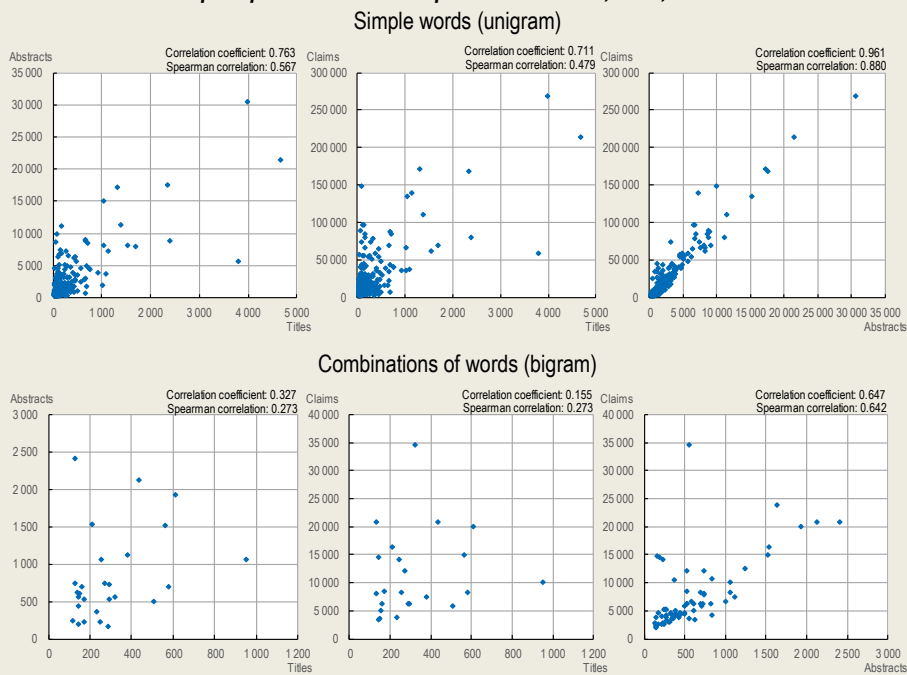 Simple words (unigram)
Abstracts
Correlation coefficient: 0.763
Spearman correlation: 0.567
35 000
30 000
25 000
20 000
15 000
10 000
5 000
0
0 1 000 2 000 3 000 4 000 5 000
Titles
Claims
Correlation coefficient: 0.711
Spearman correlation: 0.479
300 000
250 000
200 000
150 000
100 000
50 000
0
0 1 000 2 000 3 000 4 000 5 000
Titles
Claims
Correlation coefficient: 0.961
Spearman correlation: 0.880
300 000
250 000
200 000
150 000
100 000
50 000
0
0 5 000 10 000 15 000 20 000 25 000 30 000 35 000
Abstracts
Combinations of words (bigram)
Abstracts
Correlation coefficient: 0.327
Spearman correlation: 0.273
3 000
2 500
2 000
1 500
1 000
500
0
0 200 400 600 800 1 000 1 200
Titles
Claims
Correlation coefficient: 0.155
Spearman correlation: 0.273
40 000
35 000
30 000
25 000
20 000
15 000
10 000
5 000
0
0 200 400 600 800 1 000 1 200
Titles
Claims
Correlation coefficient: 0.647
Spearman correlation: 0.642
40 000
35 000
30 000
25 000
20 000
15 000
10 000
5 000
0
0 500 1 000 1 500 2 000 2 500 3 000
Abstracts